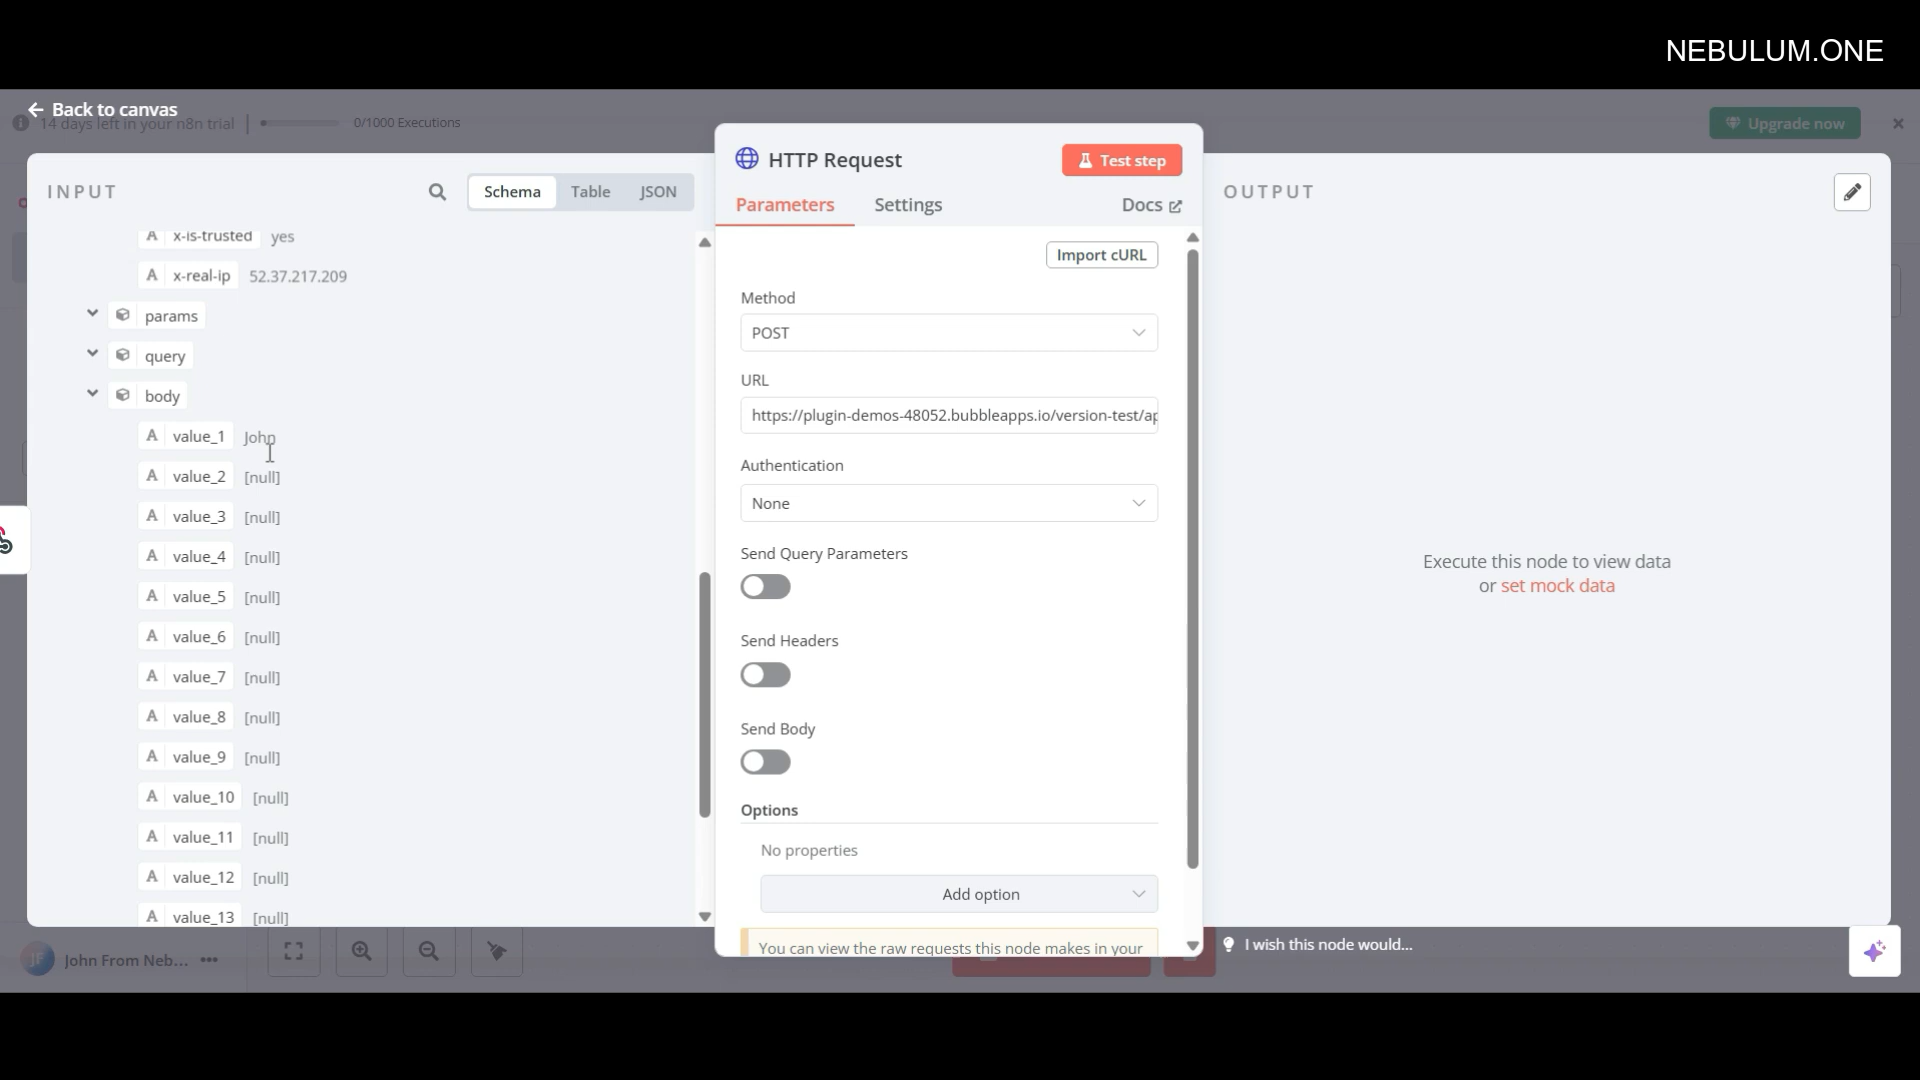 NEBULUM.ONE
Back to canvas
14 days left in your n8n trial
0/1000 Executions
Upgrade now
INPUT
Schema
Table
JSON
x-is-trusted yes
x-real-ip 52.37.217.209
params
query
body
value_1 John
value_2 [null]
value_3 [null]
value_4 [null]
value_5 [null]
value_6 [null]
value_7 [null]
value_8 [null]
value_9 [null]
value_10 [null]
value_11 [null]
value_12 [null]
value_13 [null]
HTTP Request
Test step
Parameters
Settings
Docs
Import cURL
Method
POST
URL
https://plugin-demos-48052.bubbleapps.io/version-test/ap
Authentication
None
Send Query Parameters
Send Headers
Send Body
Options
No properties
Add option
You can view the raw requests this node makes in your
OUTPUT
Execute this node to view data
or set mock data
JF
John From Neb...
I wish this node would...